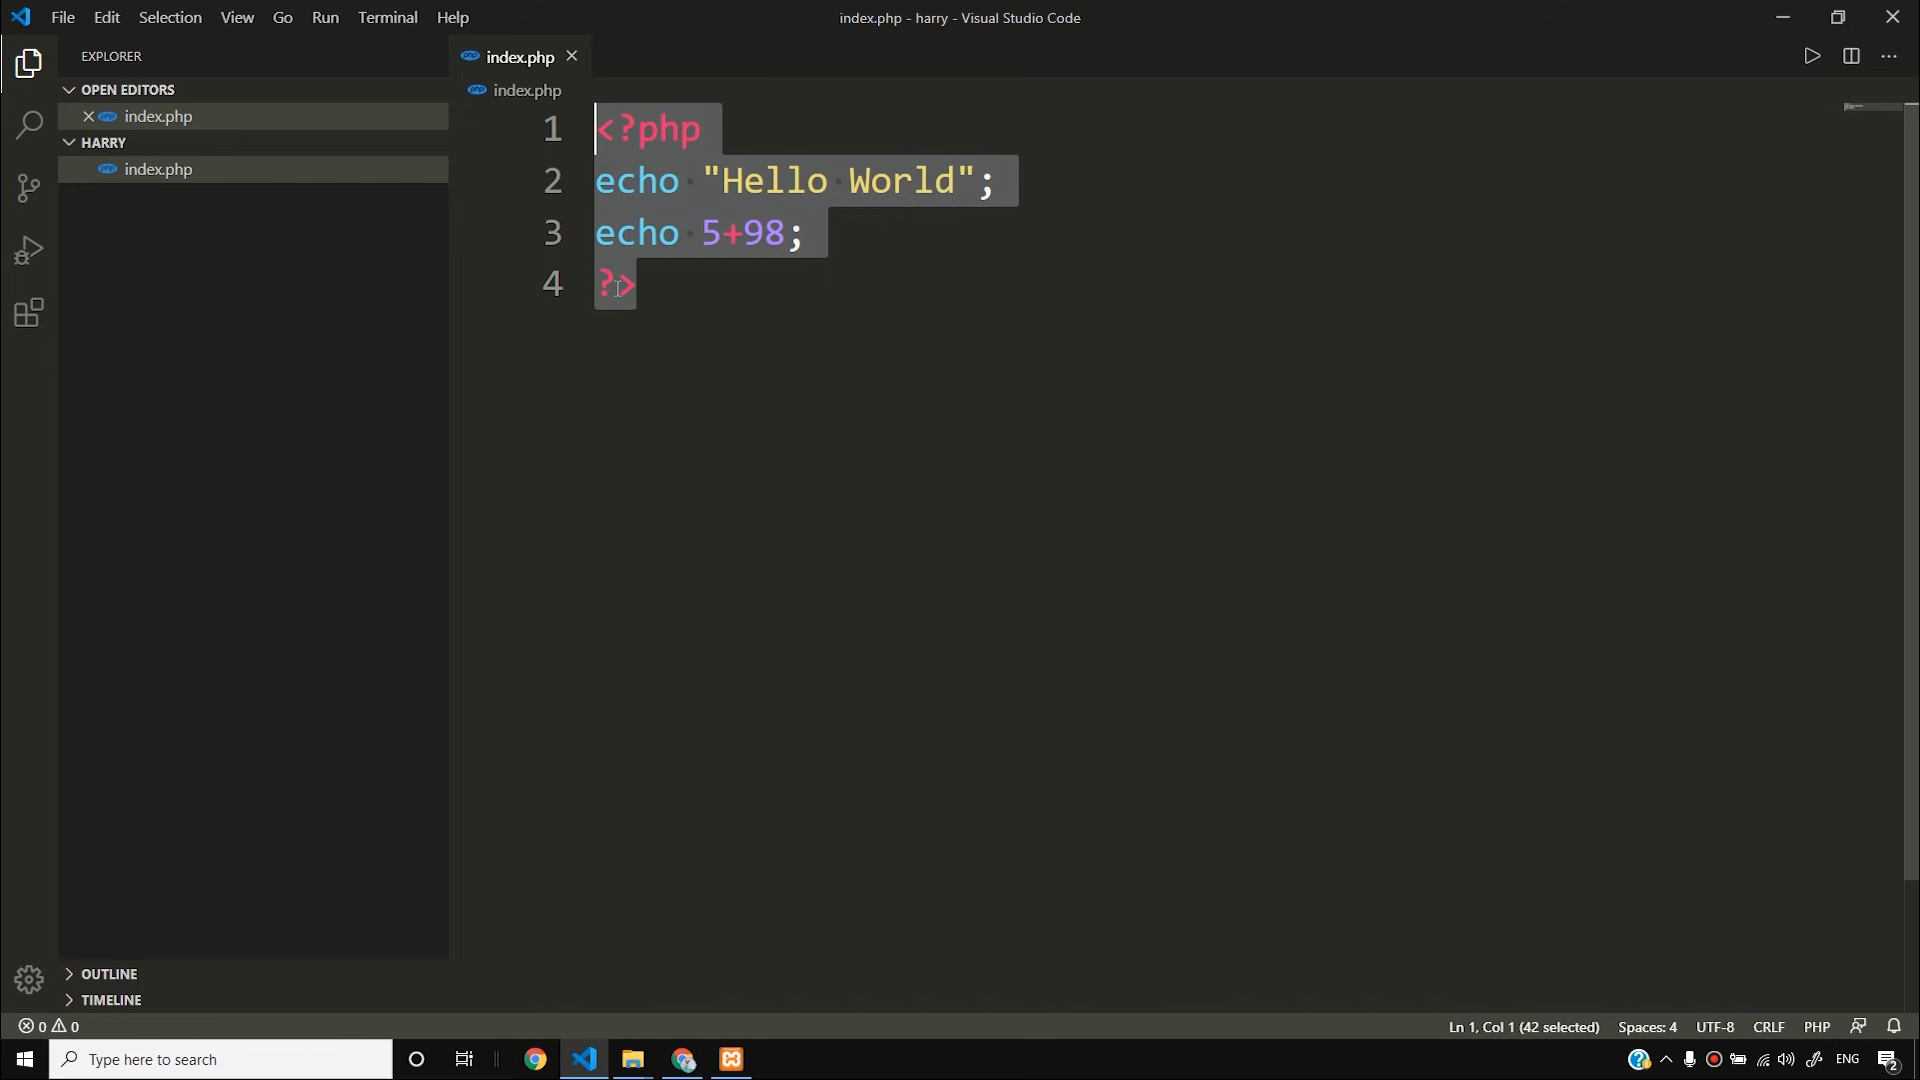 File Edit Selection View Go Run Terminal Help
index.php - harry - Visual Studio Code
EXPLORER
OPEN EDITORS
index.php
HARRY
index.php
OUTLINE
TIMELINE
index.php
index.php
1 <?php
2 echo "Hello World";
3 echo 5+98;
4 ?>
0 0
Ln 1, Col 1 (42 selected) Spaces: 4 UTF-8 CRLF PHP
Type here to search
ENG
2